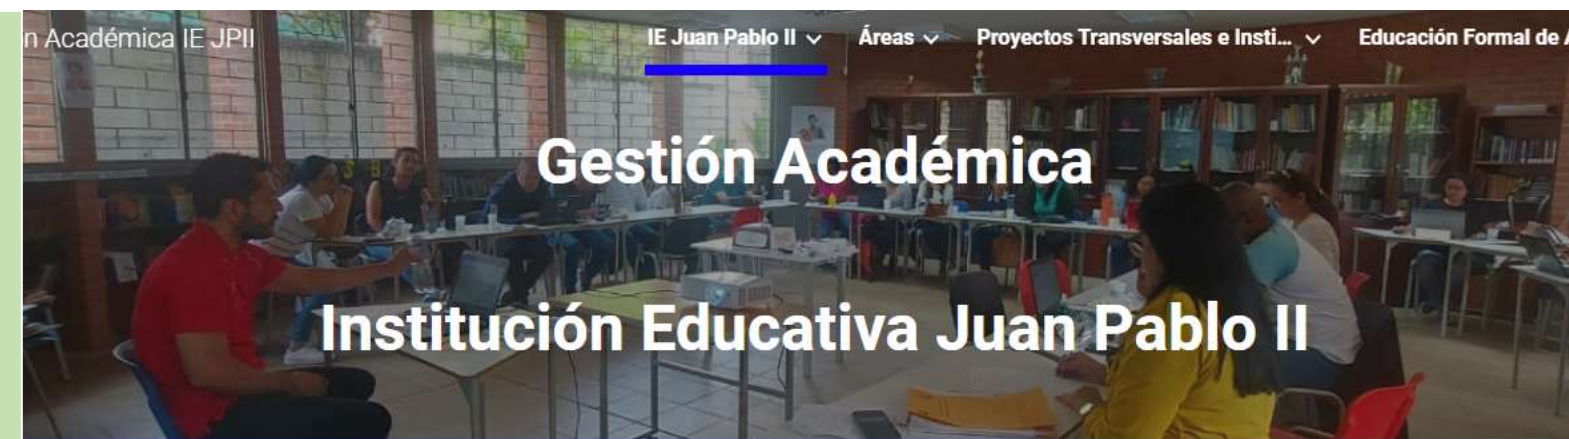 n Académica IE JPII
IE Juan Pablo II Áreas Proyectos Transversales e Insti... Educación Formal de A
Gestión Académica
Institución Educativa Juan Pablo II